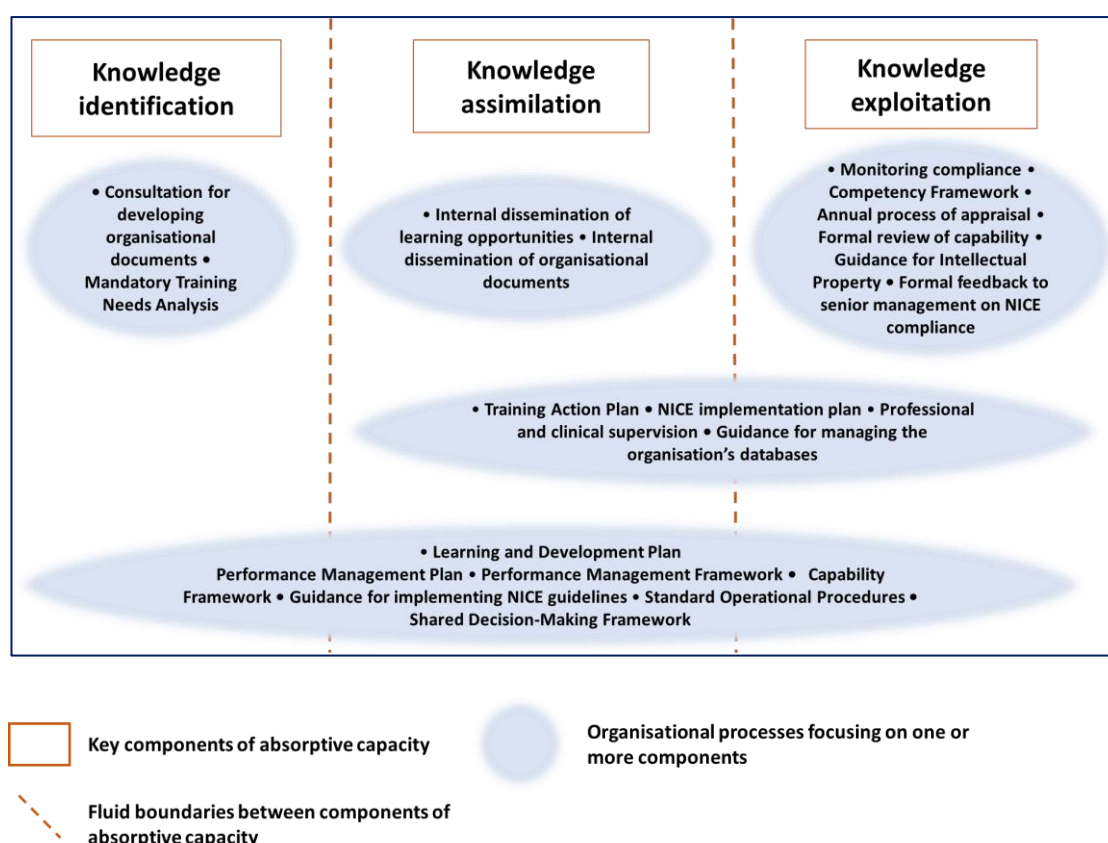 Knowledge
identification
Knowledge
assimilation
Knowledge
exploitation
• Consultation for
developing
organisational
documents •
Mandatory Training
Needs Analysis
• Internal dissemination of
learning opportunities • Internal
dissemination of organisational
documents
• Monitoring compliance •
Competency Framework •
Annual process of appraisal •
Formal review of capability •
Guidance for Intellectual
Property • Formal feedback to
senior management on NICE
compliance
• Training Action Plan • NICE implementation plan • Professional
and clinical supervision • Guidance for managing the
organisation's databases
• Learning and Development Plan
Performance Management Plan • Performance Management Framework • Capability
Framework • Guidance for implementing NICE guidelines • Standard Operational Procedures •
Shared Decision-Making Framework
Key components of absorptive capacity
Organisational processes focusing on one or
more components
Fluid boundaries between components of
absorptive capacity